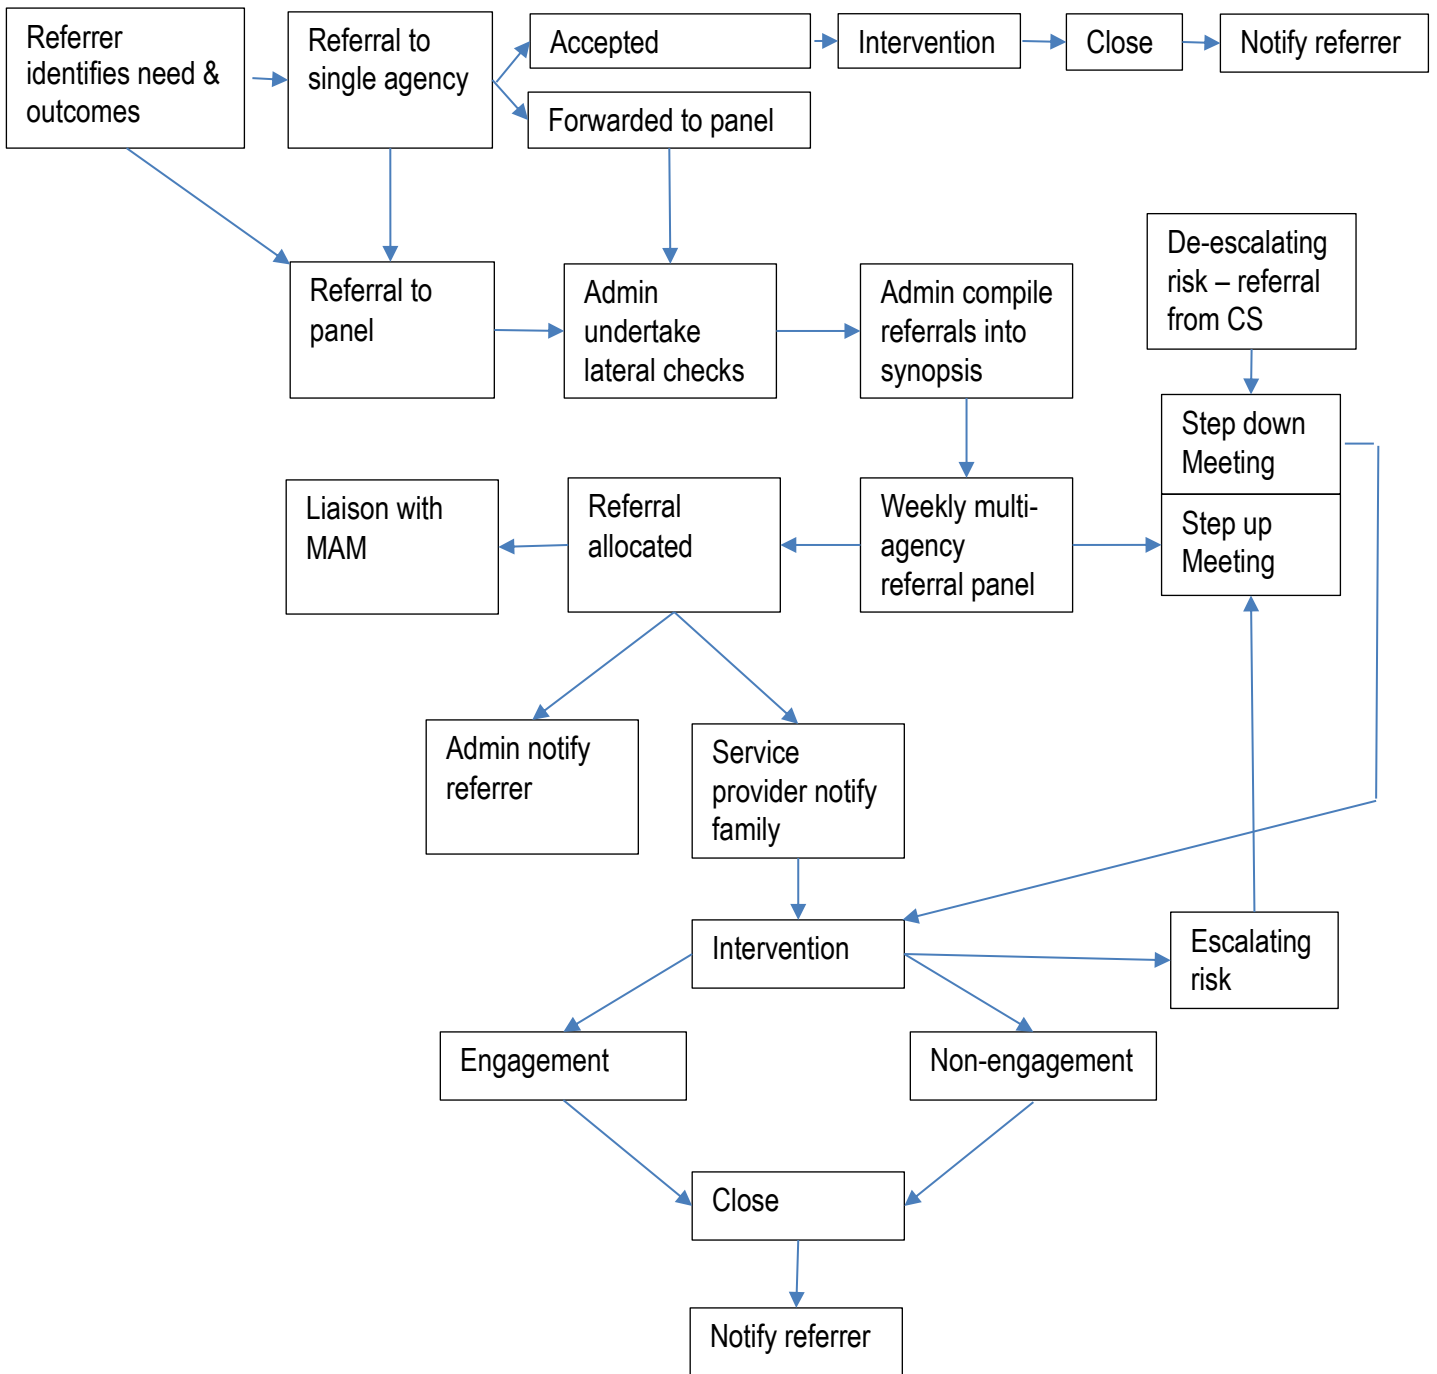 Referrer
identifies need &
outcomes
Referral to
single agency
Accepted
Intervention
Close
Notify referrer
Forwarded to panel
De-escalating
risk – referral
from CS
Referral to
panel
Admin
undertake
lateral checks
Admin compile
referrals into
synopsis
Step down
Meeting
Liaison with
MAM
Referral
allocated
Weekly multi-
agency
referral panel
Step up
Meeting
Admin notify
referrer
Service
provider notify
family
Intervention
Escalating
risk
Engagement
Non-engagement
Close
Notify referrer